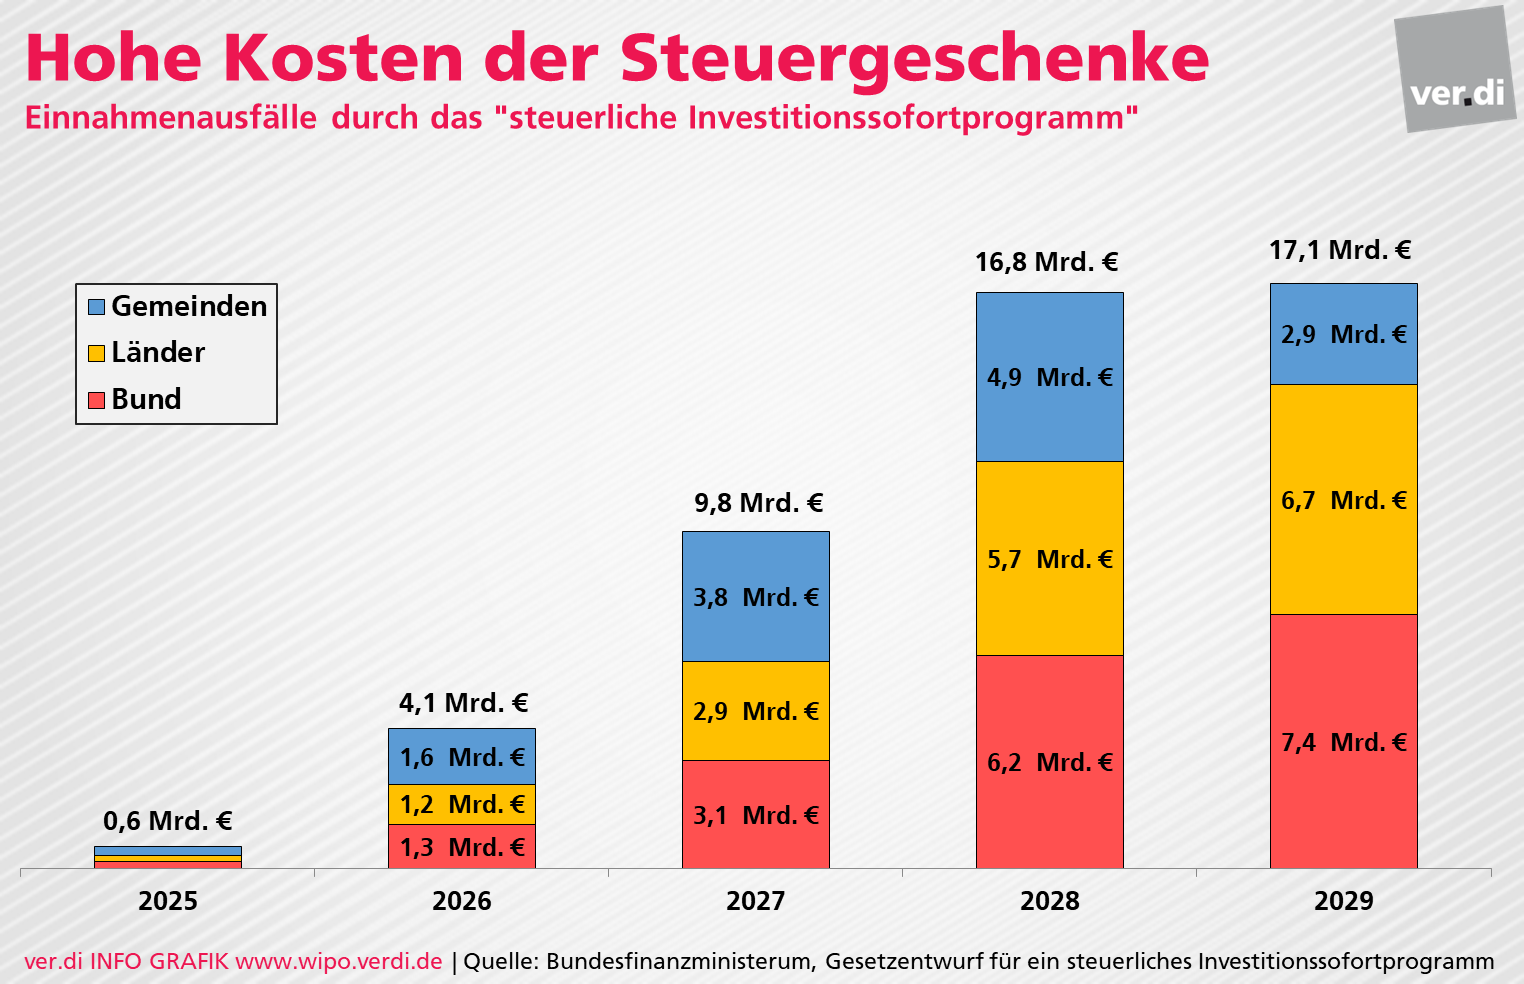 Hohe Kosten der Steuergeschenke
Einnahmenausfälle durch das "steuerliche Investitionssofortprogramm"
ver.di
Gemeinden
Länder
Bund
0,6 Mrd. €
4,1 Mrd. €
1,6 Mrd. €
1,2 Mrd. €
1,3 Mrd. €
9,8 Mrd. €
3,8 Mrd. €
2,9 Mrd. €
3,1 Mrd. €
16,8 Mrd. €
4,9 Mrd. €
5,7 Mrd. €
6,2 Mrd. €
17,1 Mrd. €
2,9 Mrd. €
6,7 Mrd. €
7,4 Mrd. €
2025 2026 2027 2028 2029
ver.di INFO GRAFIK www.wipo.verdi.de | Quelle: Bundesfinanzministerum, Gesetzentwurf für ein steuerliches Investitionssofortprogramm